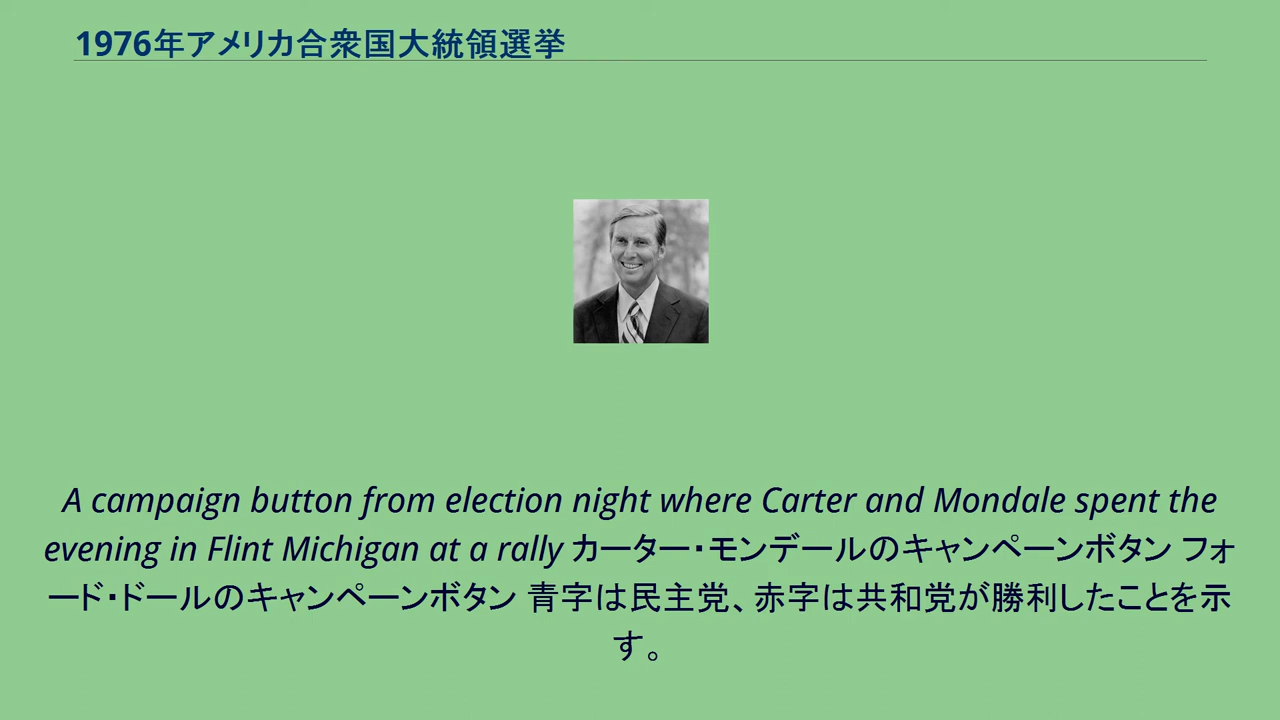 1976年アメリカ合衆国大統領選挙
A campaign button from election night where Carter and Mondale spent the
evening in Flint Michigan at a rally カーター・モンデールのキャンペーンボタン フォ
ード・ドールのキャンペーンボタン 青字は民主党、赤字は共和党が勝利したことを示
す。